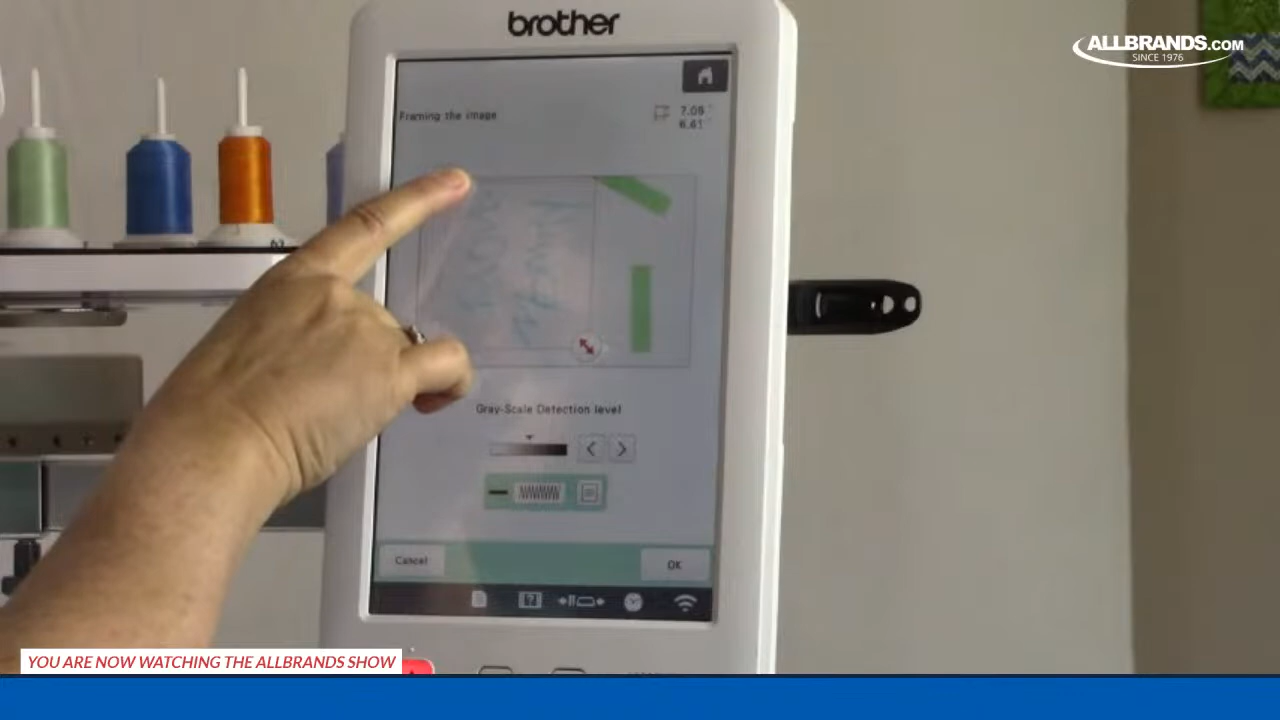 brother
ALLBRANDS.COM
SINCE 1976
Framing the image
7.09"
6.61"
Gray-Scale Detection level
Cancel
OK
YOU ARE NOW WATCHING THE ALLBRANDS SHOW